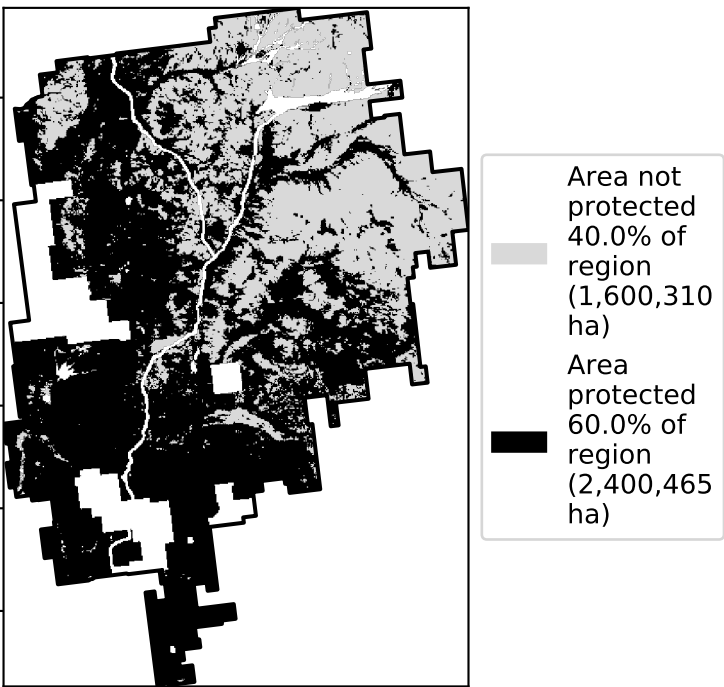 Area not
protected
40.0% of
region
(1,600,310
ha)
Area
protected
60.0% of
region
(2,400,465
ha)